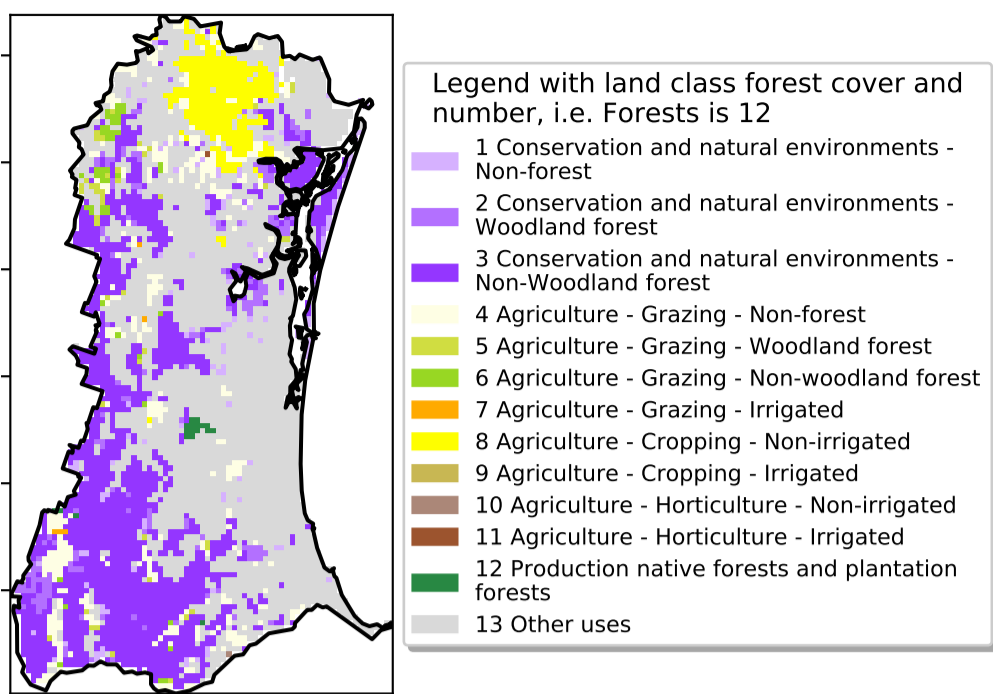 Legend with land class forest cover and
number, i.e. Forests is 12
1 Conservation and natural environments -
Non-forest
2 Conservation and natural environments -
Woodland forest
3 Conservation and natural environments -
Non-Woodland forest
4 Agriculture - Grazing - Non-forest
5 Agriculture - Grazing - Woodland forest
6 Agriculture - Grazing - Non-woodland forest
7 Agriculture - Grazing - Irrigated
8 Agriculture - Cropping - Non-irrigated
9 Agriculture - Cropping - Irrigated
10 Agriculture - Horticulture - Non-irrigated
11 Agriculture - Horticulture - Irrigated
12 Production native forests and plantation
forests
13 Other uses